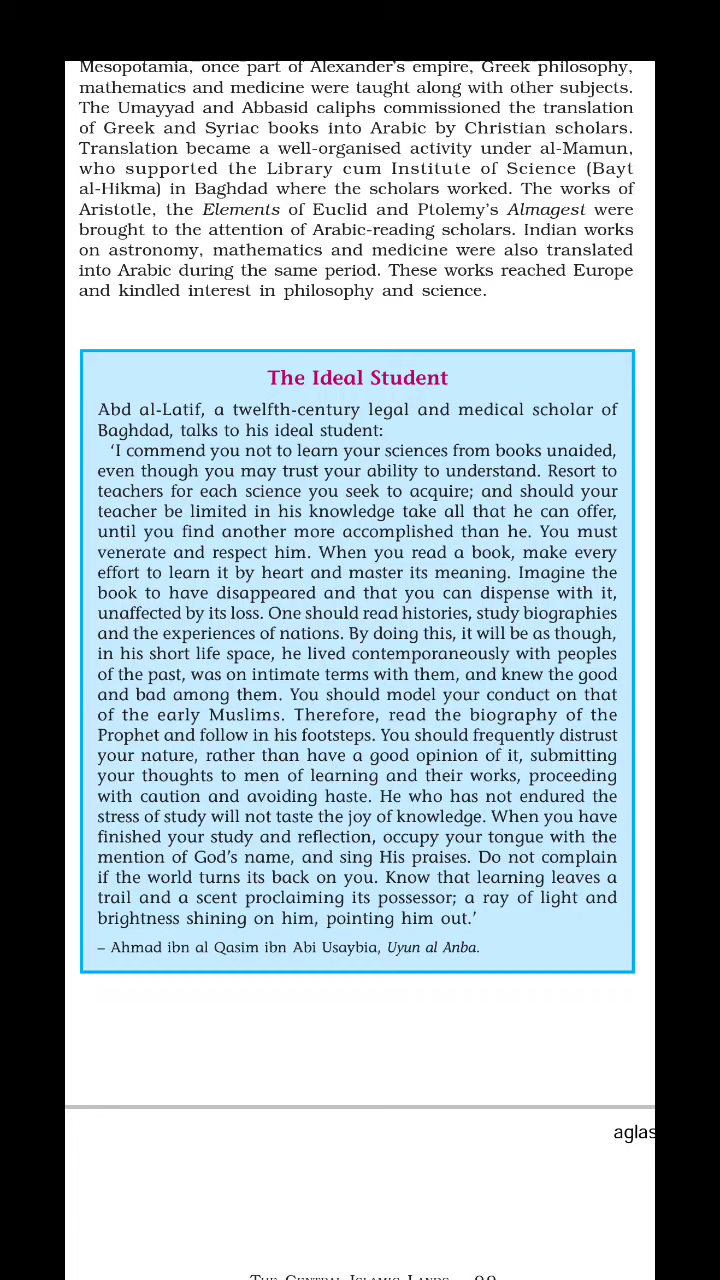 Mesopotamia, once part of Alexander's empire, Greek philosophy,
mathematics and medicine were taught along with other subjects.
The Umayyad and Abbasid caliphs commissioned the translation
of Greek and Syriac books into Arabic by Christian scholars.
Translation became a well-organised activity under al-Mamun,
who supported the Library cum Institute of Science (Bayt
al-Hikma) in Baghdad where the scholars worked. The works of
Aristotle, the Elements of Euclid and Ptolemy's Almagest were
brought to the attention of Arabic-reading scholars. Indian works
on astronomy, mathematics and medicine were also translated
into Arabic during the same period. These works reached Europe
and kindled interest in philosophy and science.
The Ideal Student
Abd al-Latif, a twelfth-century legal and medical scholar of
Baghdad, talks to his ideal student:
'I commend you not to learn your sciences from books unaided,
even though you may trust your ability to understand. Resort to
teachers for each science you seek to acquire; and should your
teacher be limited in his knowledge take all that he can offer,
until you find another more accomplished than he. You must
venerate and respect him. When you read a book, make every
effort to learn it by heart and master its meaning. Imagine the
book to have disappeared and that you can dispense with it,
unaffected by its loss. One should read histories, study biographies
and the experiences of nations. By doing this, it will be as though,
in his short life space, he lived contemporaneously with peoples
of the past, was on intimate terms with them, and knew the good
and bad among them. You should model your conduct on that
of the early Muslims. Therefore, read the biography of the
Prophet and follow in his footsteps. You should frequently distrust
your nature, rather than have a good opinion of it, submitting
your thoughts to men of learning and their works, proceeding
with caution and avoiding haste. He who has not endured the
stress of study will not taste the joy of knowledge. When you have
finished your study and reflection, occupy your tongue with the
mention of God's name, and sing His praises. Do not complain
if the world turns its back on you. Know that learning leaves a
trail and a scent proclaiming its possessor; a ray of light and
brightness shining on him, pointing him out.'
– Ahmad ibn al Qasim ibn Abi Usaybia, Uyun al Anba.
aglas
The Central Islamic Lands